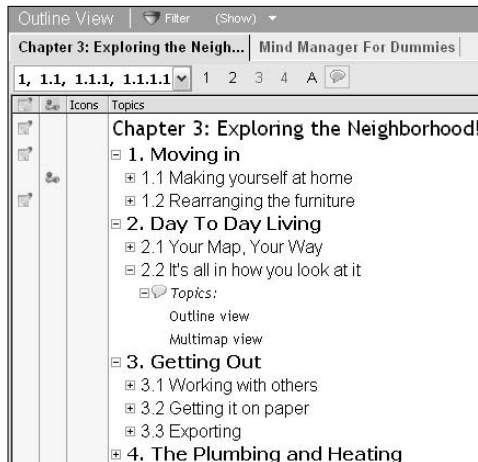 Outline View Filter (Show)
Chapter 3: Exploring the Neigh... Mind Manager For Dummies
1, 1.1, 1.1.1, 1.1.1.1 1 2 3 4 A
Icons Topics
Chapter 3: Exploring the Neighborhood!
1. Moving in
1.1 Making yourself at home
1.2 Rearranging the furniture
2. Day To Day Living
2.1 Your Map, Your Way
2.2 It's all in how you look at it
Topics:
Outline view
Multimap view
3. Getting Out
3.1 Working with others
3.2 Getting it on paper
3.3 Exporting
4. The Plumbing and Heating